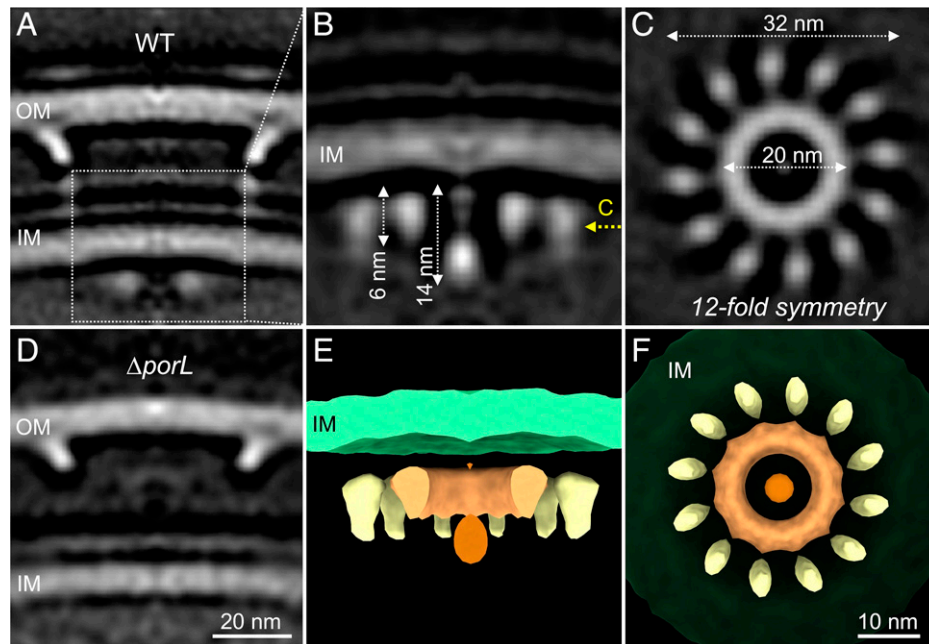 A
WT
OM
IM
B
IM
6 nm
14 nm
C
C
32 nm
20 nm
12-fold symmetry
D
ΔporL
OM
IM
20 nm
E
IM
F
IM
10 nm